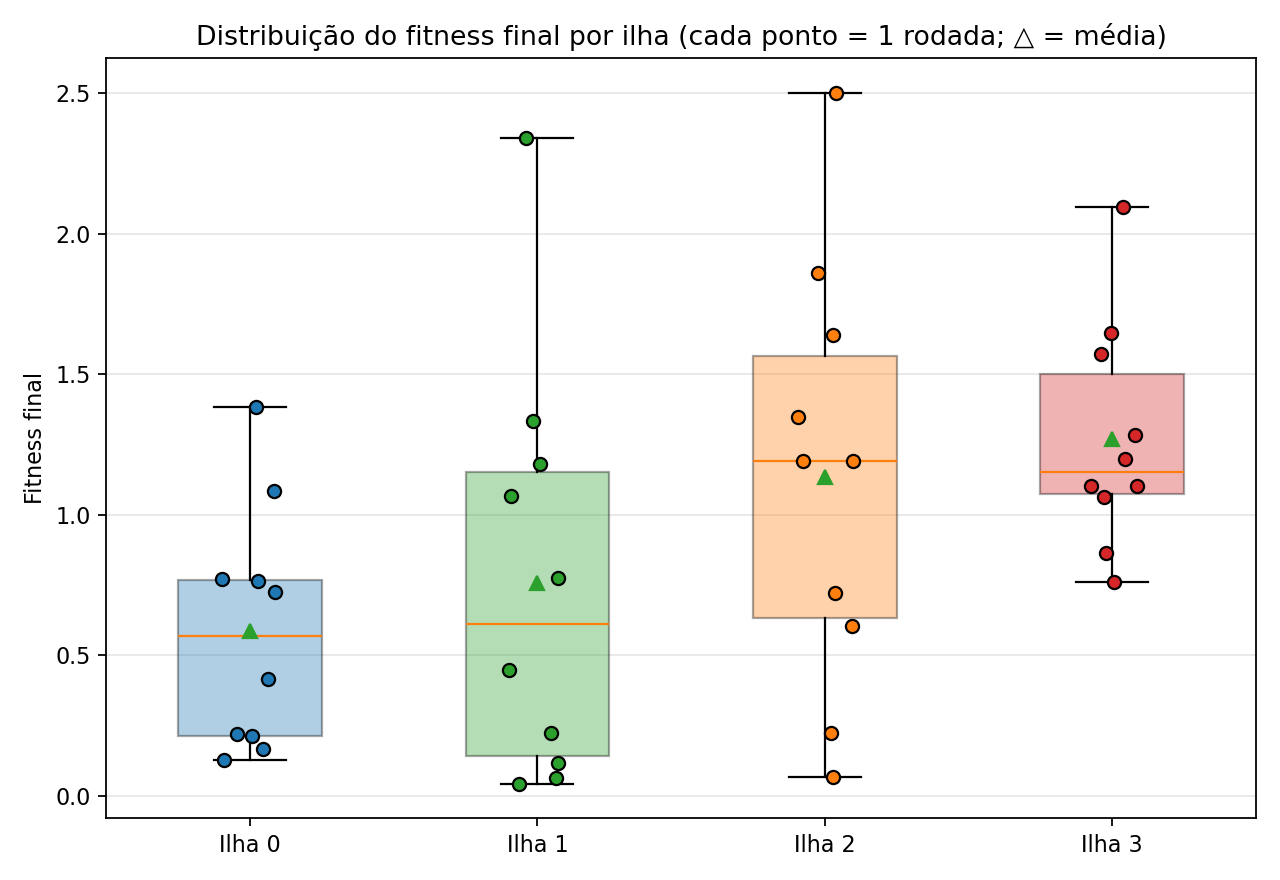 Distribuição do fitness final por ilha (cada ponto = 1 rodada; △ = média)
Fitness final
2.5
2.0
1.5
1.0
0.5
0.0
Ilha 0
Ilha 1
Ilha 2
Ilha 3